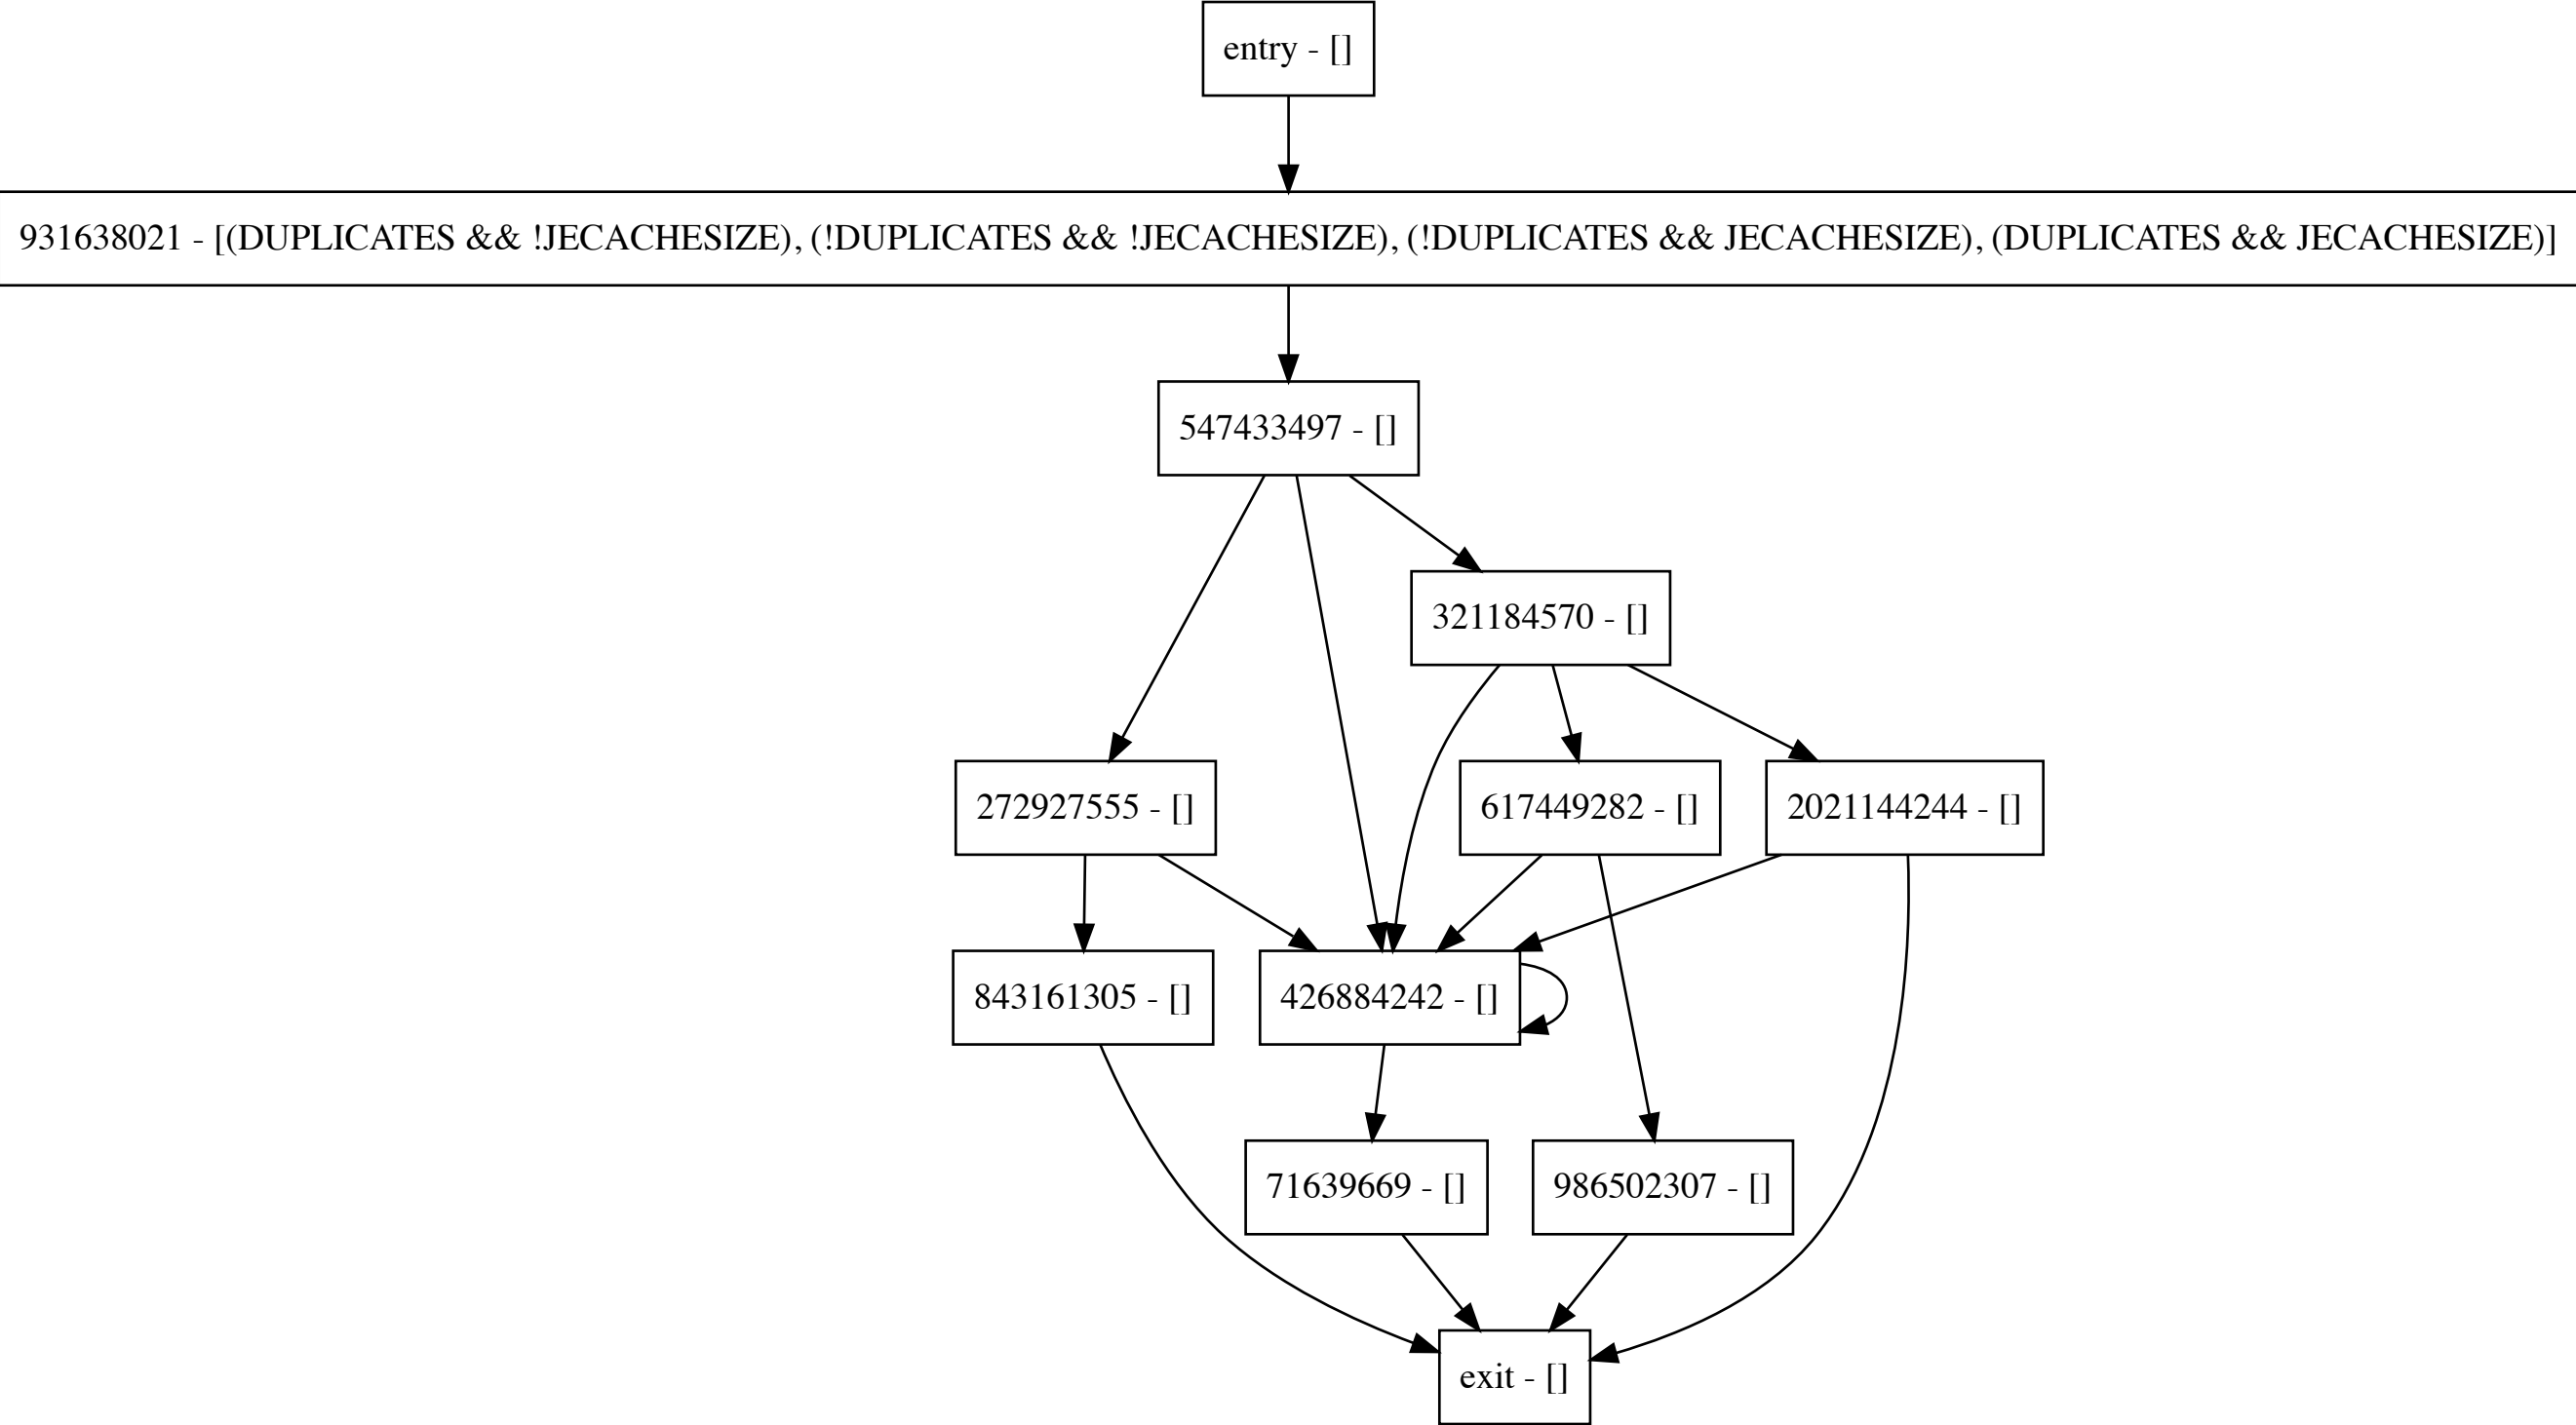 entry - []
931638021 - [(DUPLICATES && !JECACHESIZE), (!DUPLICATES && !JECACHESIZE), (!DUPLICATES && JECACHESIZE), (DUPLICATES && JECACHESIZE)]
547433497 - []
321184570 - []
272927555 - []
617449282 - []
2021144244 - []
843161305 - []
426884242 - []
71639669 - []
986502307 - []
exit - []